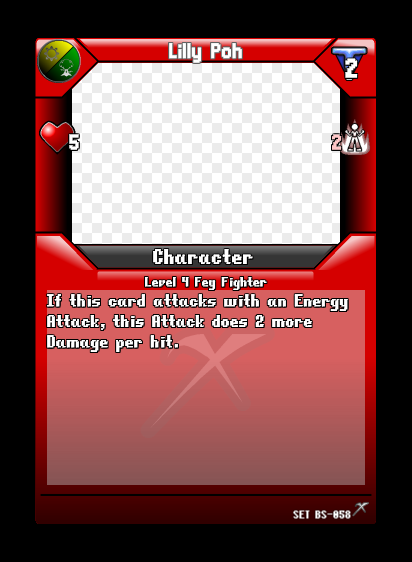 Lilly Poh
2
5
2
Character
Level 4 Fey Fighter
If this card attacks with an Energy
Attack, this Attack does 2 more
Damage per hit.
SET BS-058